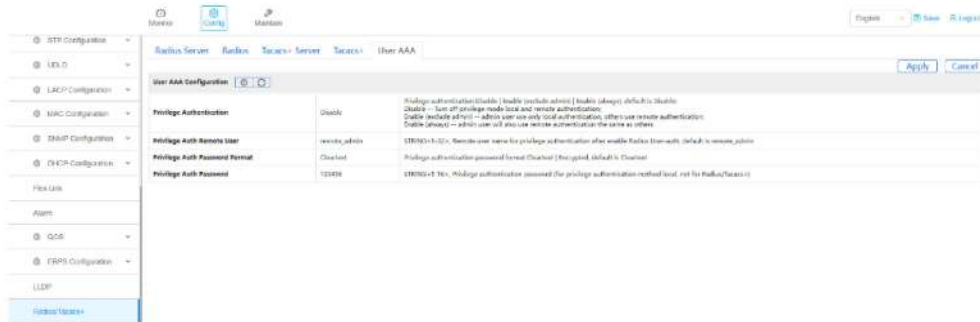 Monitor
Config
Maintain
English
Save
Logout
STP Configuration
UDLD
LACP Configuration
MAC Configuration
SNMP Configuration
DHCP Configuration
Flex Link
Alarm
QOS
ERPS Configuration
LLDP
Radius/Tacacs+
Radius Server Radius Tacacs+ Server Tacacs+ User AAA
Apply Cancel
User AAA Configuration
Privilege Authentication
Disable
Privilege authentication Disable | Enable (exclude admin) | Enable (always) default is Disable
Disable -- Turn off privilege mode local and remote authentication;
Enable (exclude admin) -- admin user use only local authentication, others use remote authentication;
Enable (always) -- admin user will also use remote authentication the same as others
Privilege Auth Remote User
remote_admin
STRING<1-32>, Remote user name for privilege authentication after enable Radius User-auth, default is remote_admin
Privilege Auth Password Format
Cleartext
Privilege authentication password format Cleartext | Encrypted, default is Cleartext
Privilege Auth Password
123456
STRING<1-16>, Privilege authentication password (for privilege authentication method local, not for Radius/Tacacs+)